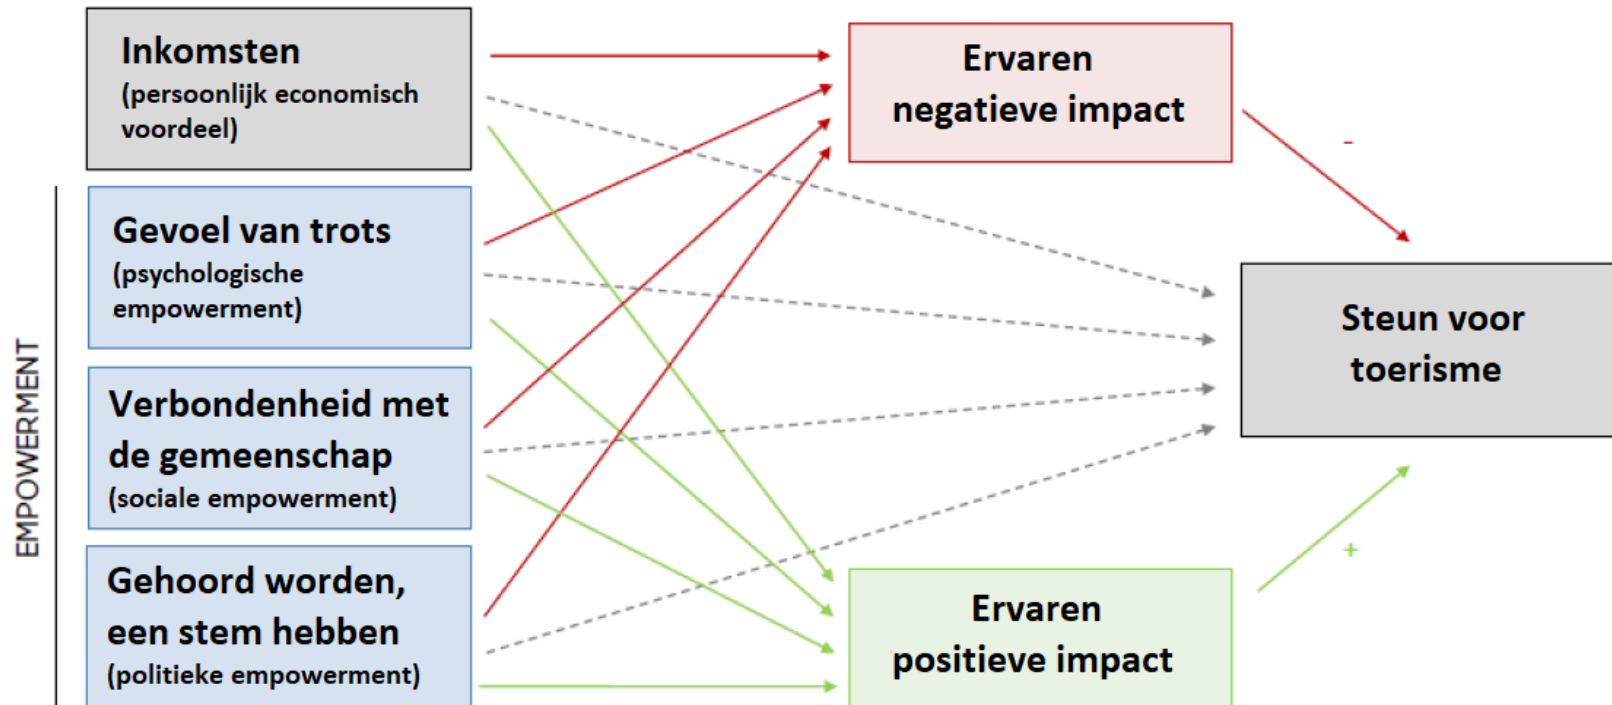 Inkomsten
(persoonlijk economisch
voordeel)
EMPOWERMENT
Gevoel van trots
(psychologische
empowerment)
Verbondenheid met
de gemeenschap
(sociale empowerment)
Gehoord worden,
een stem hebben
(politieke empowerment)
Ervaren
negatieve impact
Ervaren
positieve impact
-
+
Steun voor
toerisme